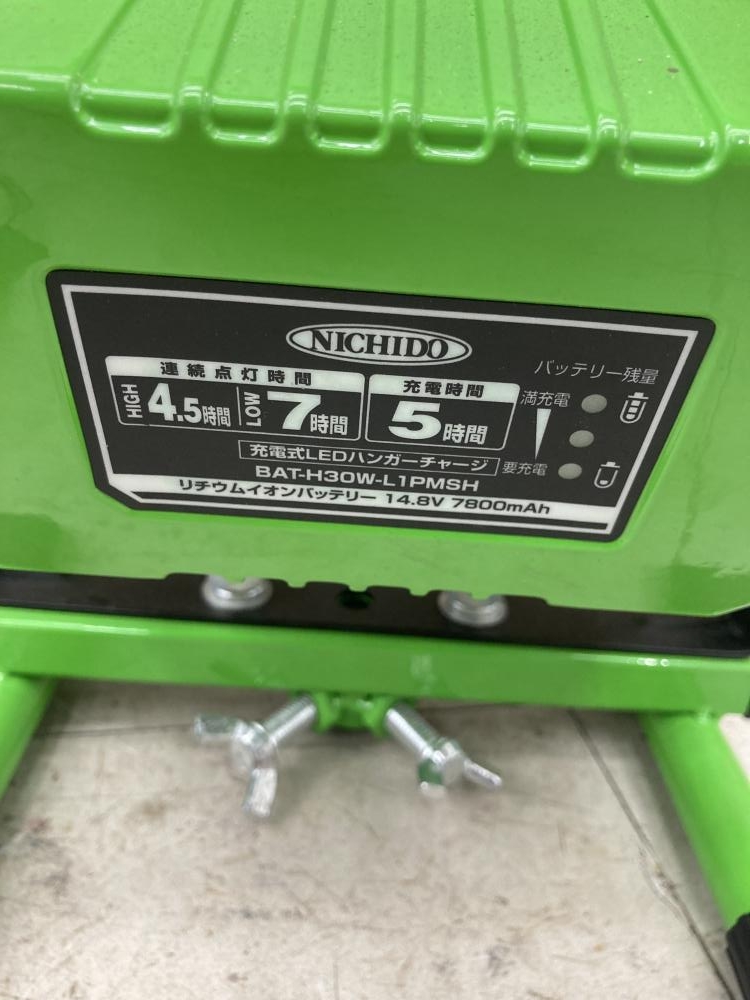 NICHIDO
バッテリー残量
連続点灯時間
HIGH 4.5時間
LOW 7時間
充電時間
5時間
満充電
要充電
充電式LEDハンガーチャージ
BAT-H30W-L1PMSH
リチウムイオンバッテリー 14.8V 7800mAh